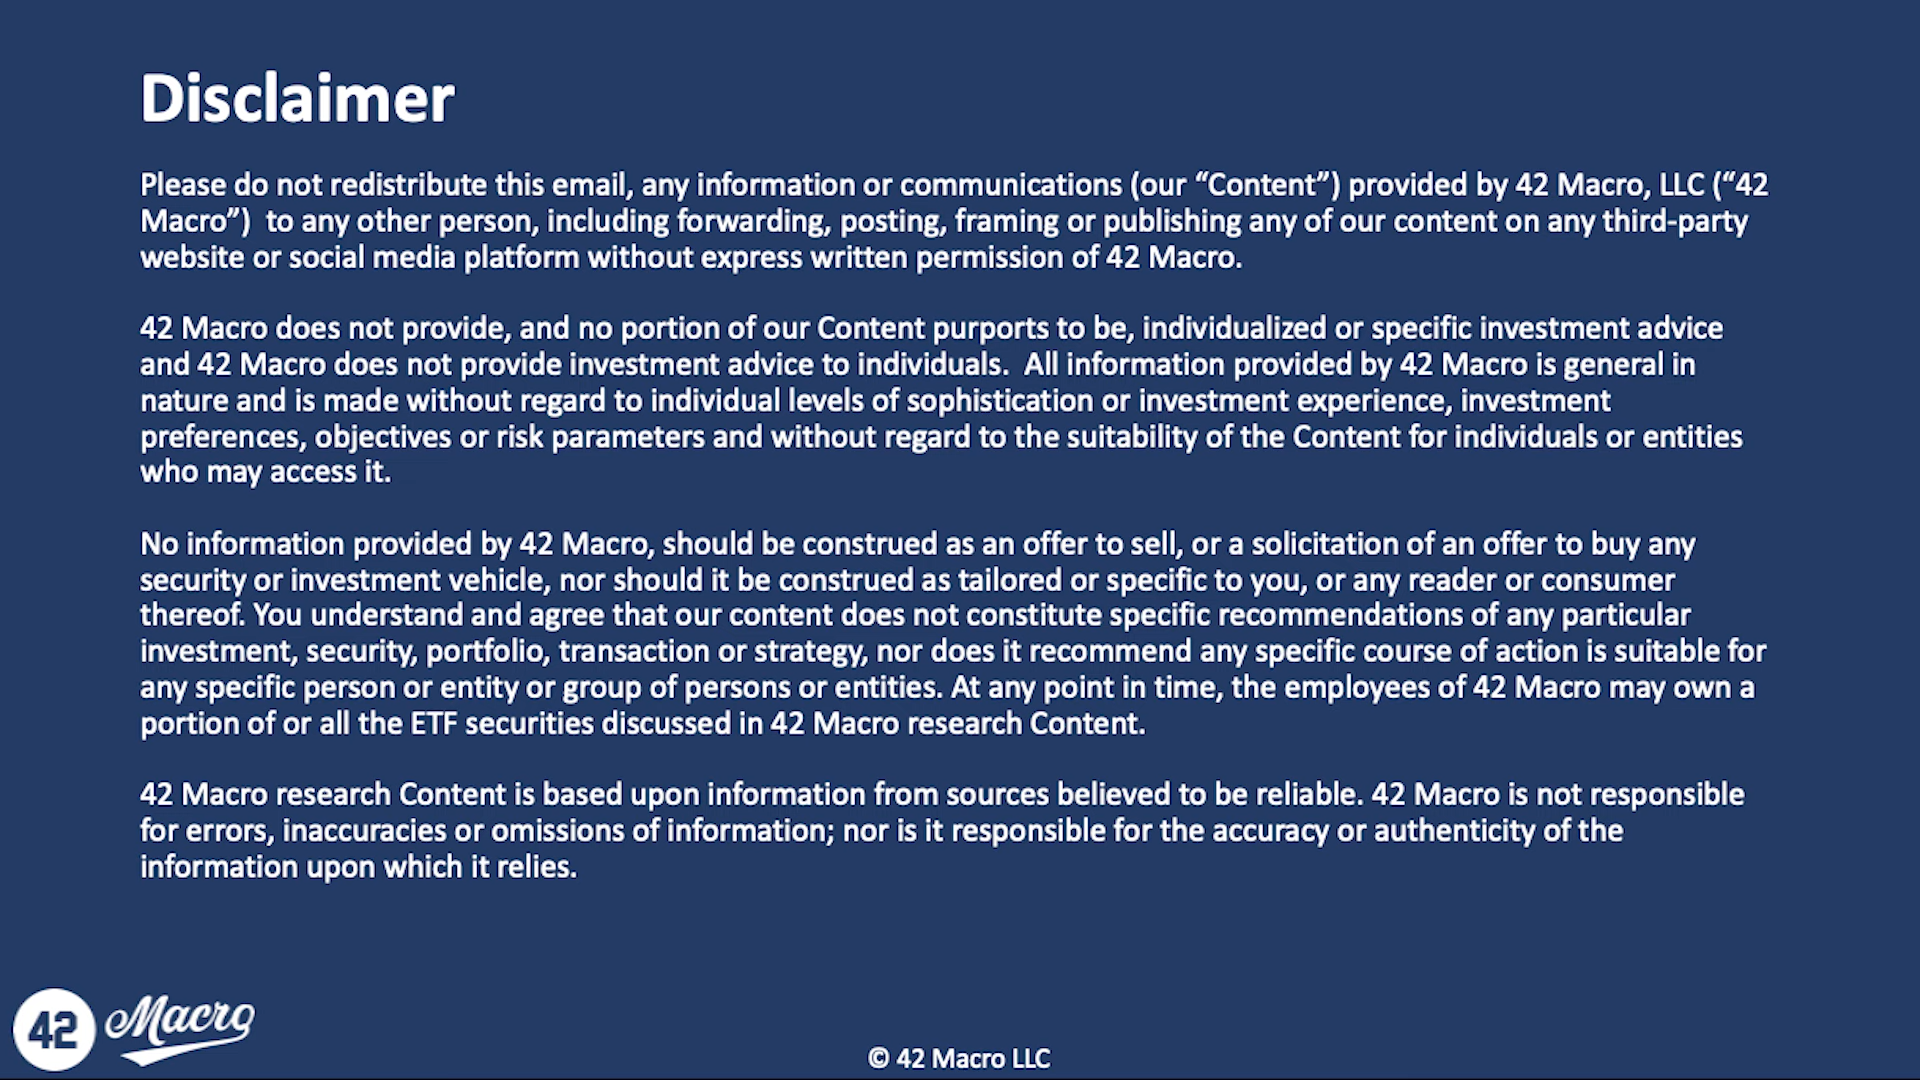 Disclaimer
Please do not redistribute this email, any information or communications (our “Content”) provided by 42 Macro, LLC (“42
Macro”)  to any other person, including forwarding, posting, framing or publishing any of our content on any third-party
website or social media platform without express written permission of 42 Macro.
42 Macro does not provide, and no portion of our Content purports to be, individualized or specific investment advice
and 42 Macro does not provide investment advice to individuals.  All information provided by 42 Macro is general in
nature and is made without regard to individual levels of sophistication or investment experience, investment
preferences, objectives or risk parameters and without regard to the suitability of the Content for individuals or entities
who may access it.
No information provided by 42 Macro, should be construed as an offer to sell, or a solicitation of an offer to buy any
security or investment vehicle, nor should it be construed as tailored or specific to you, or any reader or consumer
thereof. You understand and agree that our content does not constitute specific recommendations of any particular
investment, security, portfolio, transaction or strategy, nor does it recommend any specific course of action is suitable for
any specific person or entity or group of persons or entities. At any point in time, the employees of 42 Macro may own a
portion of or all the ETF securities discussed in 42 Macro research Content.
42 Macro research Content is based upon information from sources believed to be reliable. 42 Macro is not responsible
for errors, inaccuracies or omissions of information; nor is it responsible for the accuracy or authenticity of the
information upon which it relies.
42 Macro
© 42 Macro LLC